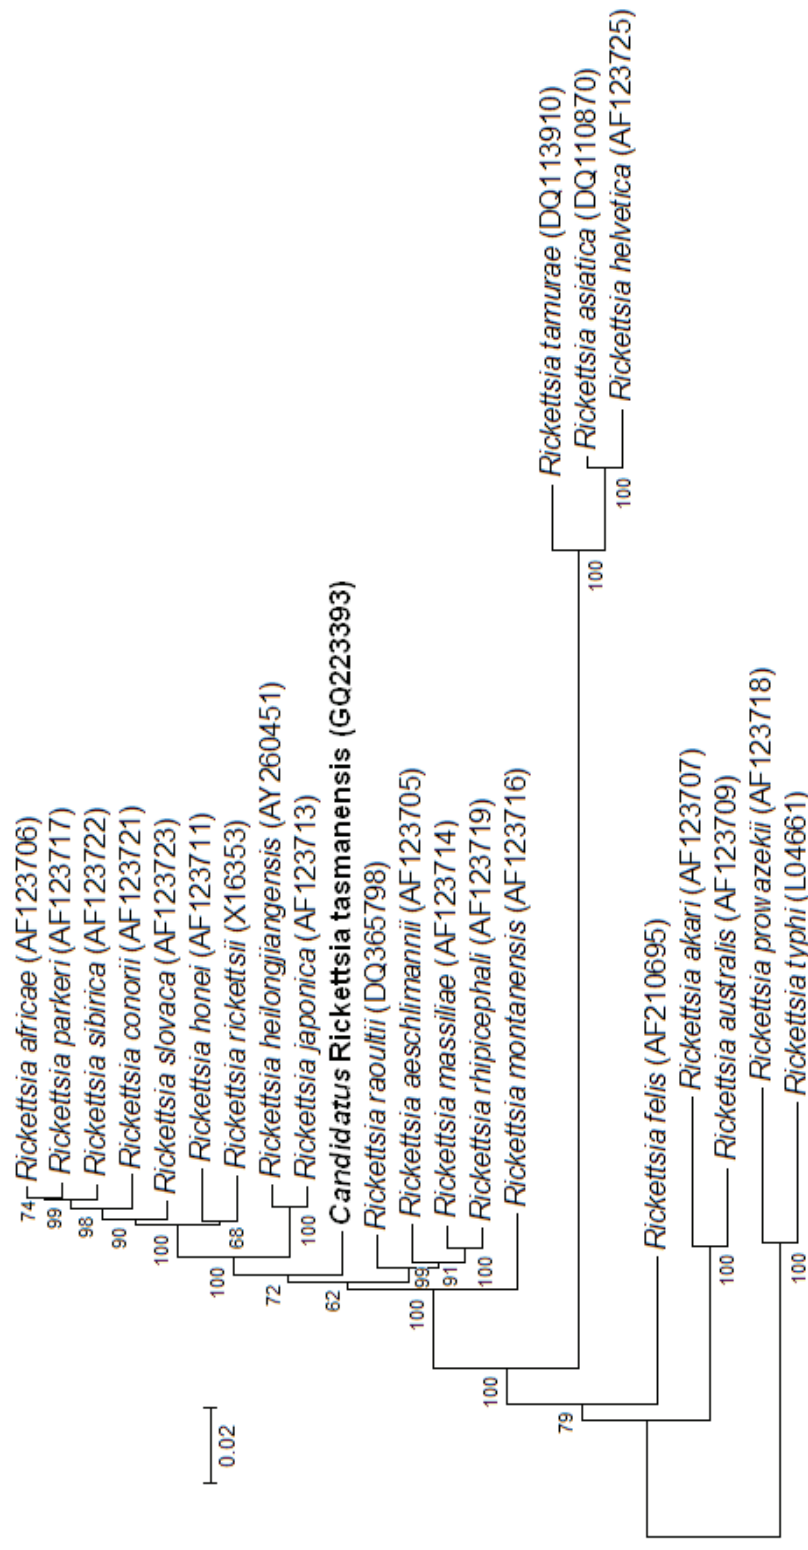 Rickettsia africae (AF123706)
Rickettsia parkeri (AF123717)
Rickettsia sibirica (AF123722)
Rickettsia conorii (AF123721)
Rickettsia slovaca (AF123723)
Rickettsia honei (AF123711)
Rickettsia rickettsii (X16353)
Rickettsia heilongjiangensis (AY260451)
Rickettsia japonica (AF123713)
Candidatus Rickettsia tasmanensis (GQ223393)
Rickettsia raoultii (DQ365798)
Rickettsia aeschlimannii (AF123705)
Rickettsia massiliae (AF123714)
Rickettsia rhipicephali (AF123719)
Rickettsia montanensis (AF123716)
Rickettsia tamurae (DQ113910)
Rickettsia asiatica (DQ110870)
Rickettsia helvetica (AF123725)
Rickettsia felis (AF210695)
Rickettsia akari (AF123707)
Rickettsia australis (AF123709)
Rickettsia prowazekii (AF123718)
Rickettsia typhi (L04661)
74
99
98
90
100
68
100
100
72
62
99
91
100
100
100
100
100
79
100
100
0.02